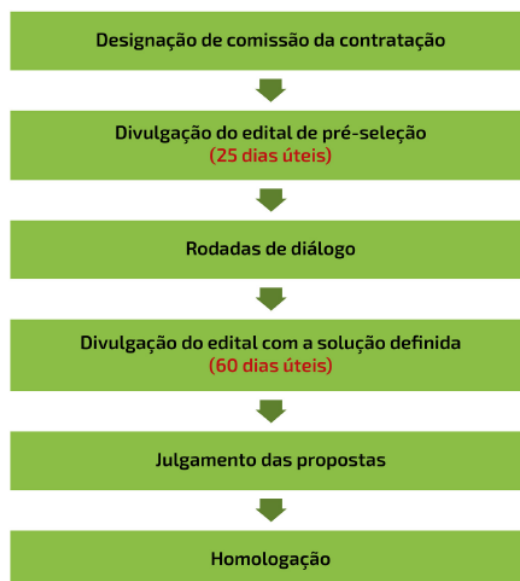 Designação de comissão da contratação
Divulgação do edital de pré-seleção
(25 dias úteis)
Rodadas de diálogo
Divulgação do edital com a solução definida
(60 dias úteis)
Julgamento das propostas
Homologação